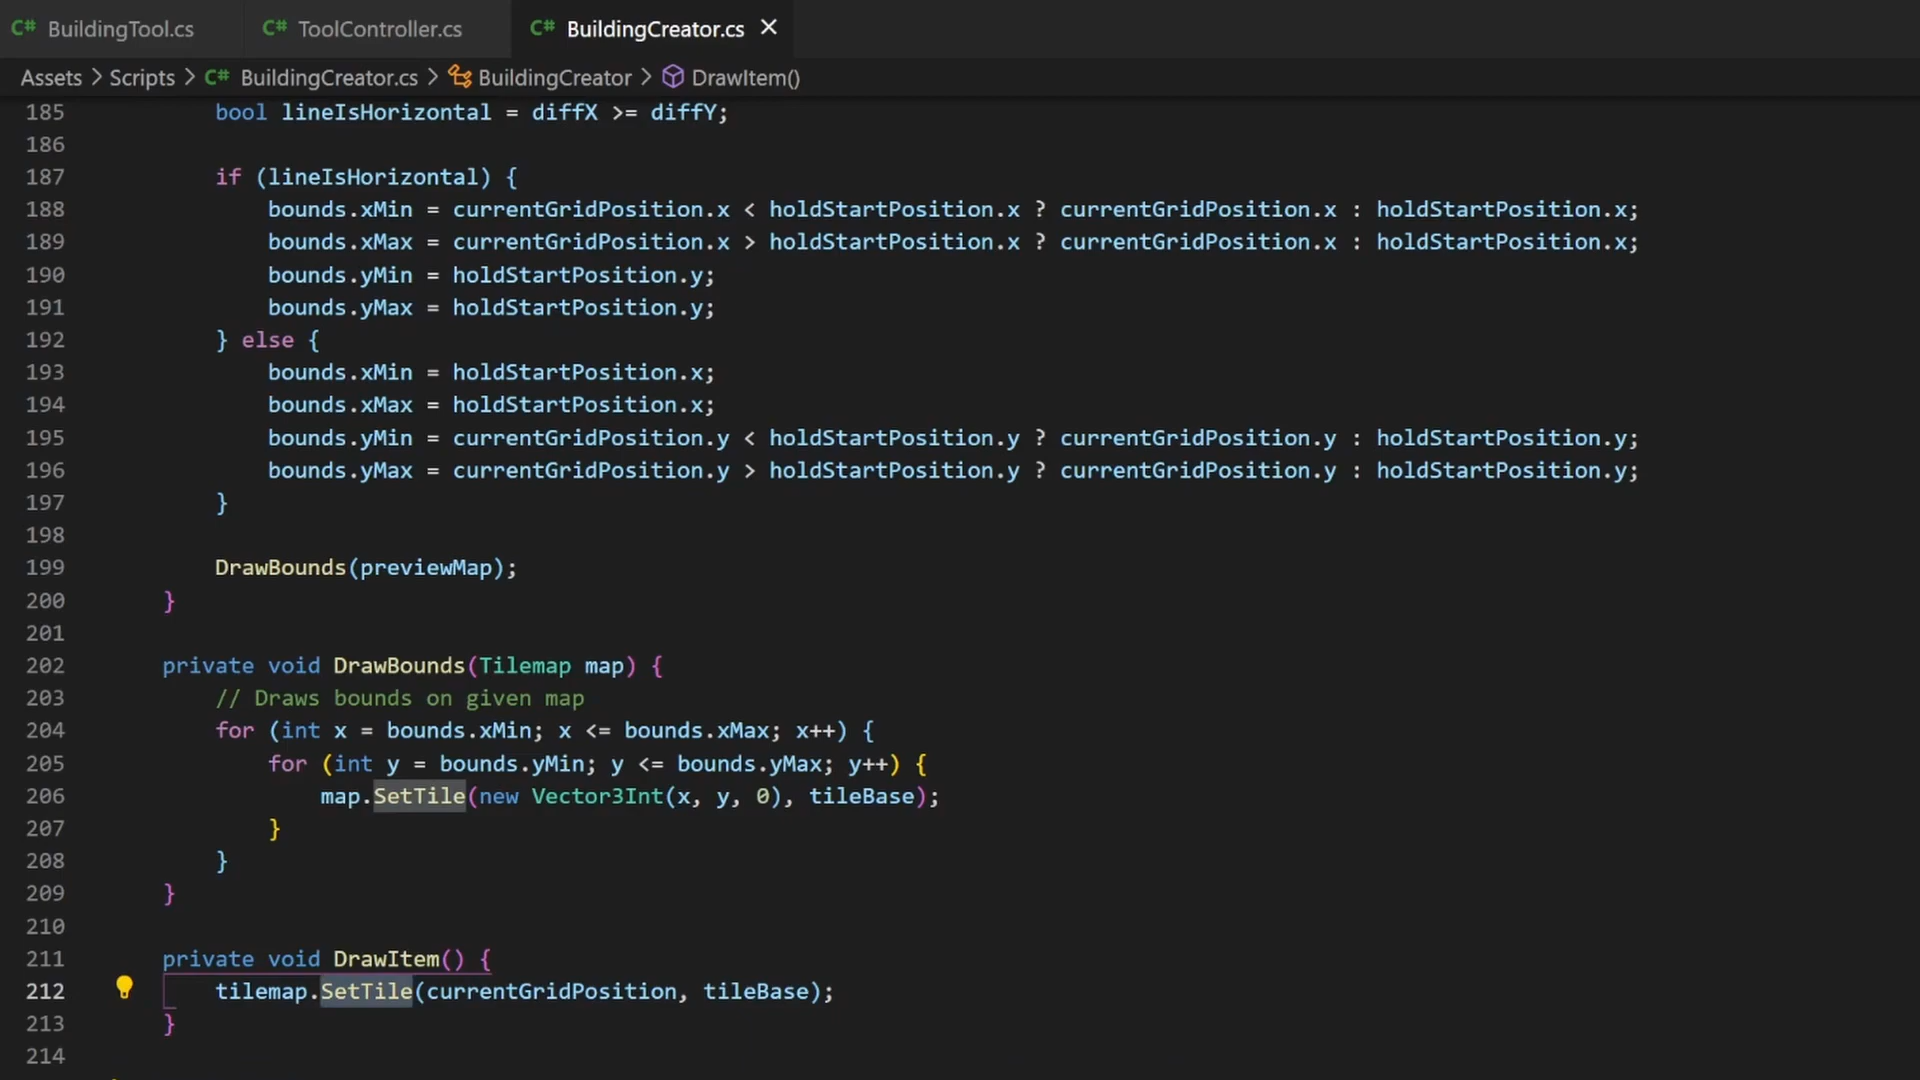 C# BuildingTool.cs C# ToolController.cs C# BuildingCreator.cs ✕
Assets > Scripts > C# BuildingCreator.cs > BuildingCreator > DrawItem()
185 bool lineIsHorizontal = diffX >= diffY;
186
187 if (lineIsHorizontal) {
188 bounds.xMin = currentGridPosition.x < holdStartPosition.x ? currentGridPosition.x : holdStartPosition.x;
189 bounds.xMax = currentGridPosition.x > holdStartPosition.x ? currentGridPosition.x : holdStartPosition.x;
190 bounds.yMin = holdStartPosition.y;
191 bounds.yMax = holdStartPosition.y;
192 } else {
193 bounds.xMin = holdStartPosition.x;
194 bounds.xMax = holdStartPosition.x;
195 bounds.yMin = currentGridPosition.y < holdStartPosition.y ? currentGridPosition.y : holdStartPosition.y;
196 bounds.yMax = currentGridPosition.y > holdStartPosition.y ? currentGridPosition.y : holdStartPosition.y;
197 }
198
199 DrawBounds(previewMap);
200 }
201
202 private void DrawBounds(Tilemap map) {
203 // Draws bounds on given map
204 for (int x = bounds.xMin; x <= bounds.xMax; x++) {
205 for (int y = bounds.yMin; y <= bounds.yMax; y++) {
206 map.SetTile(new Vector3Int(x, y, 0), tileBase);
207 }
208 }
209 }
210
211 private void DrawItem() {
212 tilemap.SetTile(currentGridPosition, tileBase);
213 }
214